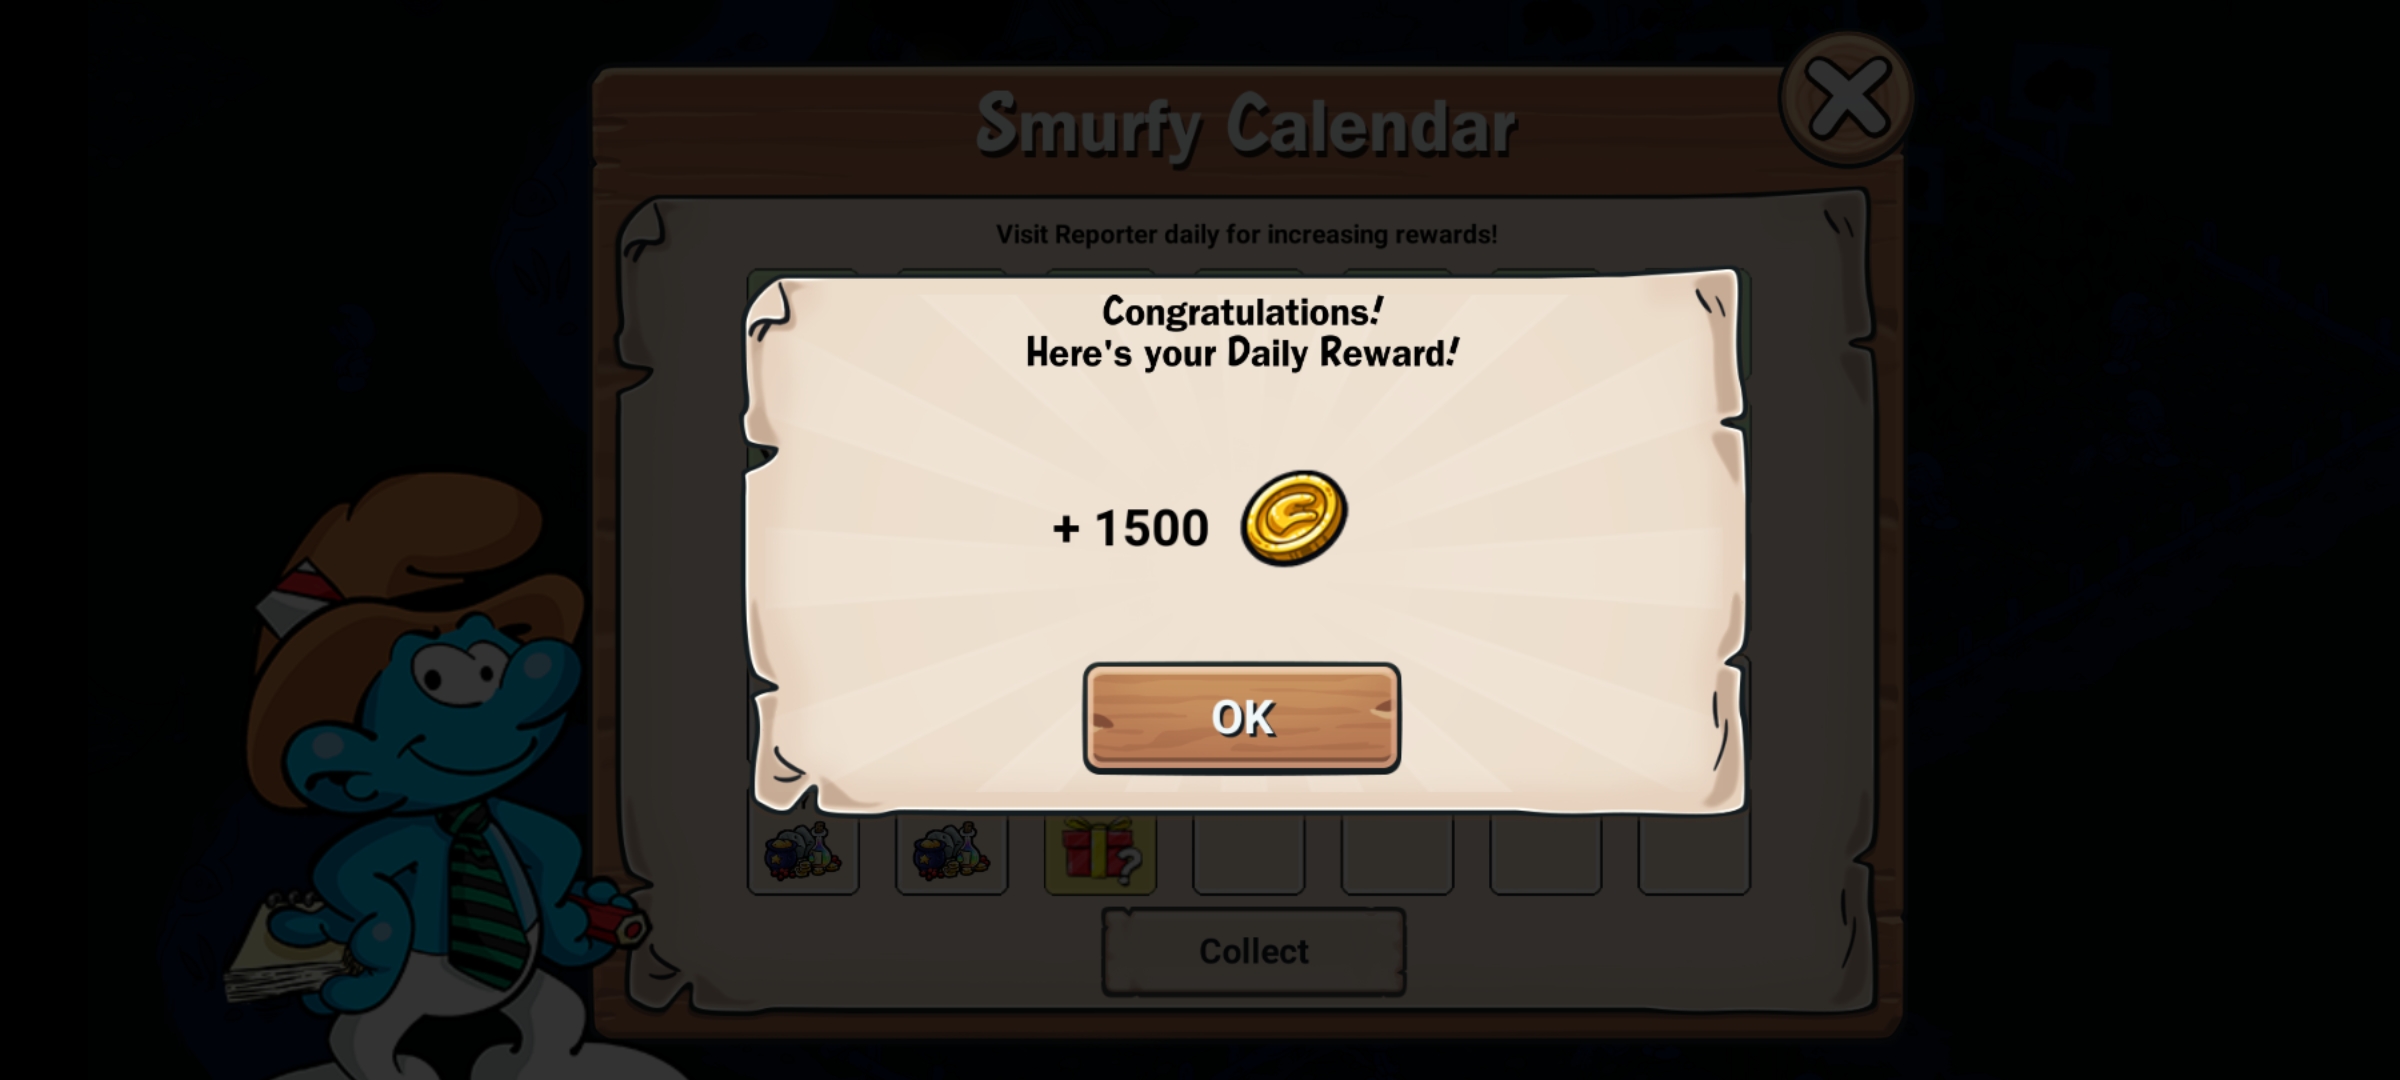 Smurfy Calendar
Visit Reporter daily for increasing rewards!
Congratulations!
Here's your Daily Reward!
+ 1500
OK
?
Collect